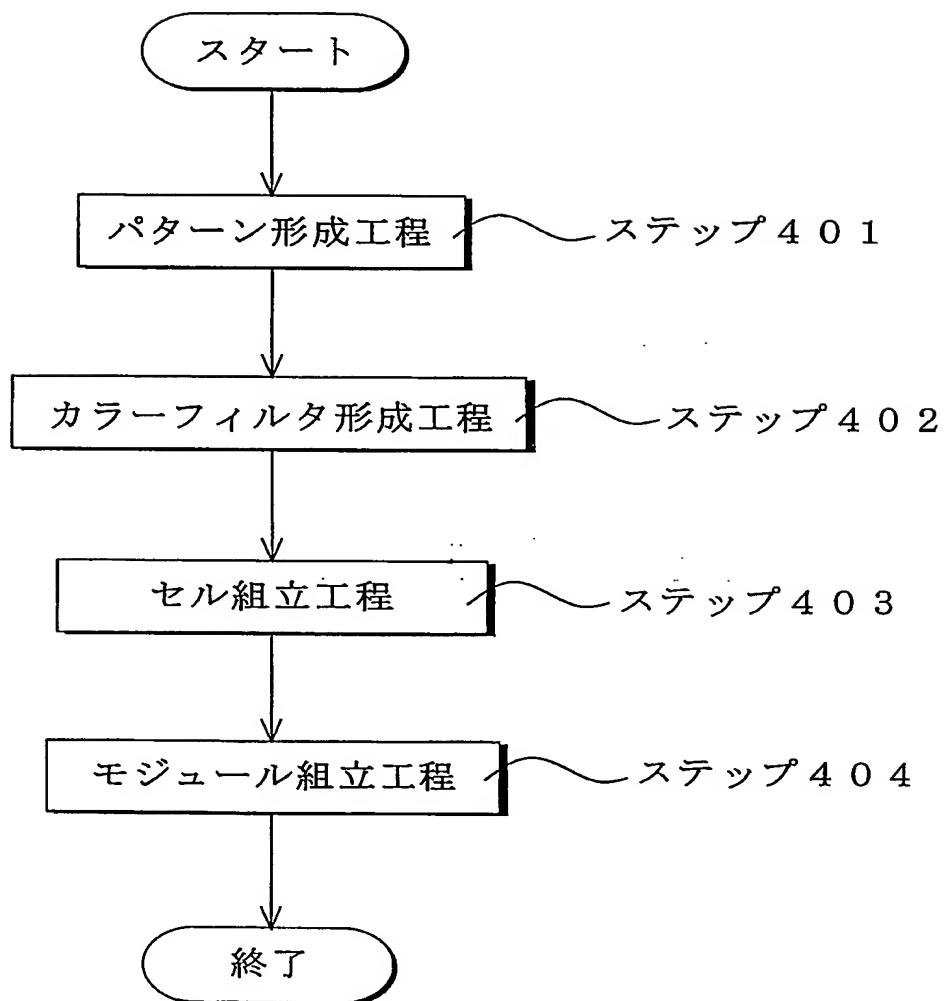 スタート
パターン形成工程
ステップ４０１
カラーフィルタ形成工程
ステップ４０２
セル組立工程
ステップ４０３
モジュール組立工程
ステップ４０４
終了